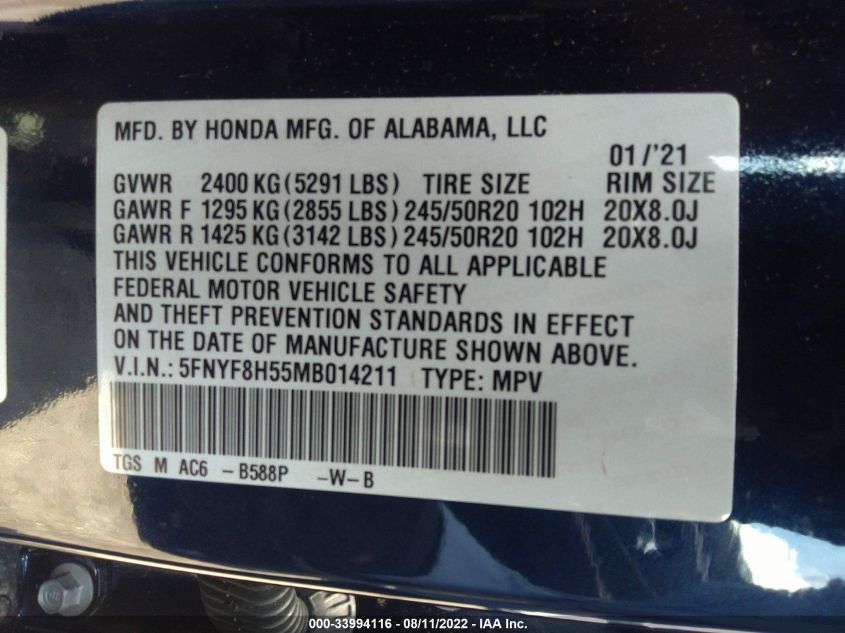 MFD. BY HONDA MFG. OF ALABAMA, LLC
01/'21
GVWR 2400 KG (5291 LBS) TIRE SIZE RIM SIZE
GAWR F 1295 KG (2855 LBS) 245/50R20 102H 20X8.0J
GAWR R 1425 KG (3142 LBS) 245/50R20 102H 20X8.0J
THIS VEHICLE CONFORMS TO ALL APPLICABLE
FEDERAL MOTOR VEHICLE SAFETY
AND THEFT PREVENTION STANDARDS IN EFFECT
ON THE DATE OF MANUFACTURE SHOWN ABOVE.
V.I.N.: 5FNYF8H55MB014211 TYPE: MPV
TGS M AC6 -B588P -W-B
000-33994116 - 08/11/2022 - IAA Inc.